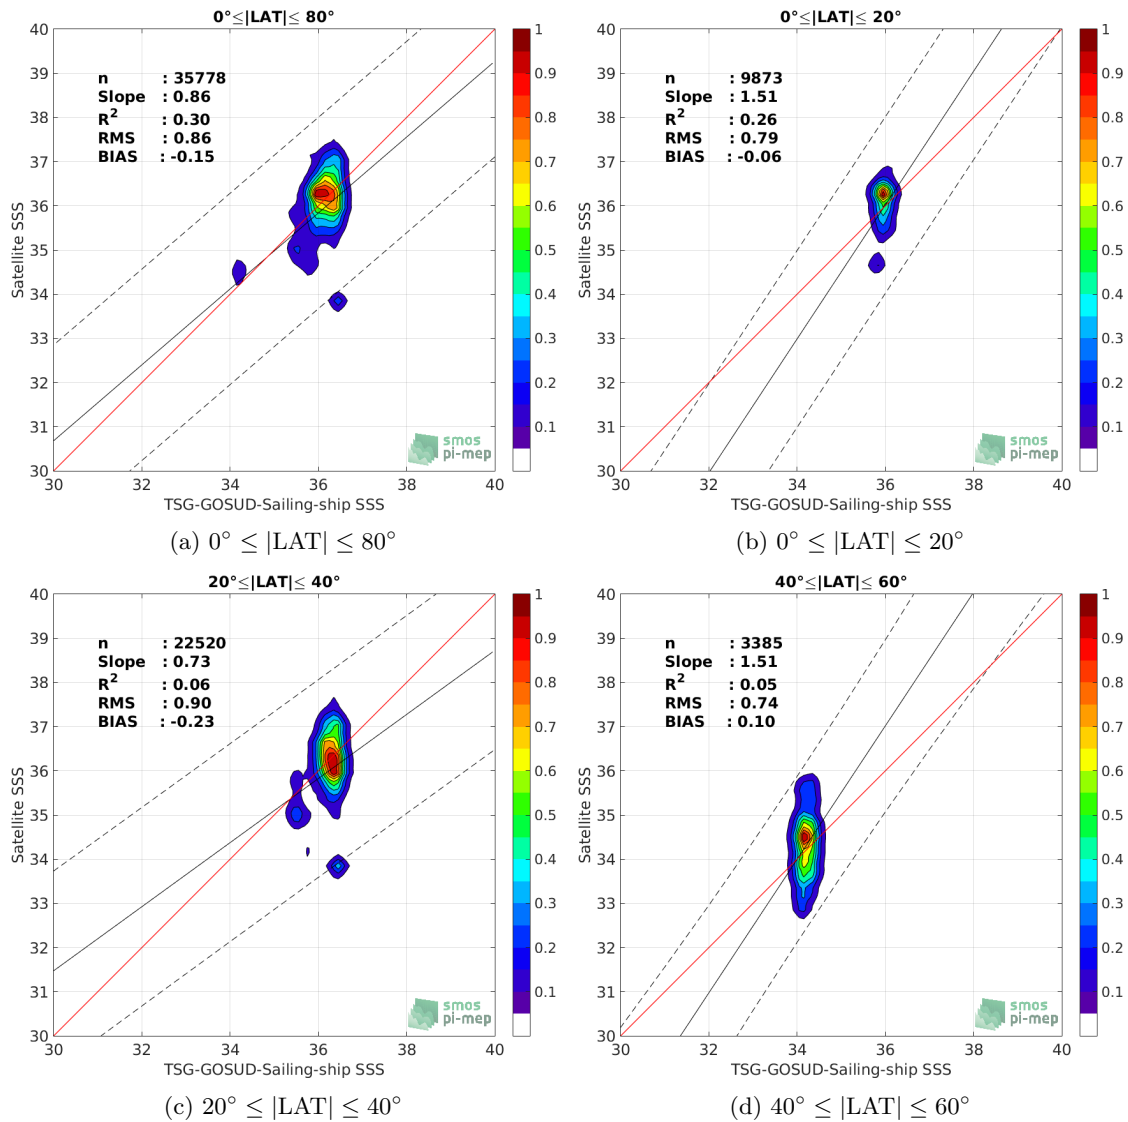 0°≤|LAT|≤ 80°
40
39
38
37
36
35
34
33
32
31
30
30
32
34
36
38
40
Satellite SSS
TSG-GOSUD-Sailing-ship SSS
n : 35778
Slope : 0.86
R² : 0.30
RMS : 0.86
BIAS : -0.15
1
0.9
0.8
0.7
0.6
0.5
0.4
0.3
0.2
0.1
smos
pi-mep
(a) 0° ≤ |LAT| ≤ 80°
0°≤|LAT|≤ 20°
40
39
38
37
36
35
34
33
32
31
30
30
32
34
36
38
40
Satellite SSS
TSG-GOSUD-Sailing-ship SSS
n : 9873
Slope : 1.51
R² : 0.26
RMS : 0.79
BIAS : -0.06
1
0.9
0.8
0.7
0.6
0.5
0.4
0.3
0.2
0.1
smos
pi-mep
(b) 0° ≤ |LAT| ≤ 20°
20°≤|LAT|≤ 40°
40
39
38
37
36
35
34
33
32
31
30
30
32
34
36
38
40
Satellite SSS
TSG-GOSUD-Sailing-ship SSS
n : 22520
Slope : 0.73
R² : 0.06
RMS : 0.90
BIAS : -0.23
1
0.9
0.8
0.7
0.6
0.5
0.4
0.3
0.2
0.1
smos
pi-mep
(c) 20° ≤ |LAT| ≤ 40°
40°≤|LAT|≤ 60°
40
39
38
37
36
35
34
33
32
31
30
30
32
34
36
38
40
Satellite SSS
TSG-GOSUD-Sailing-ship SSS
n : 3385
Slope : 1.51
R² : 0.05
RMS : 0.74
BIAS : 0.10
1
0.9
0.8
0.7
0.6
0.5
0.4
0.3
0.2
0.1
smos
pi-mep
(d) 40° ≤ |LAT| ≤ 60°